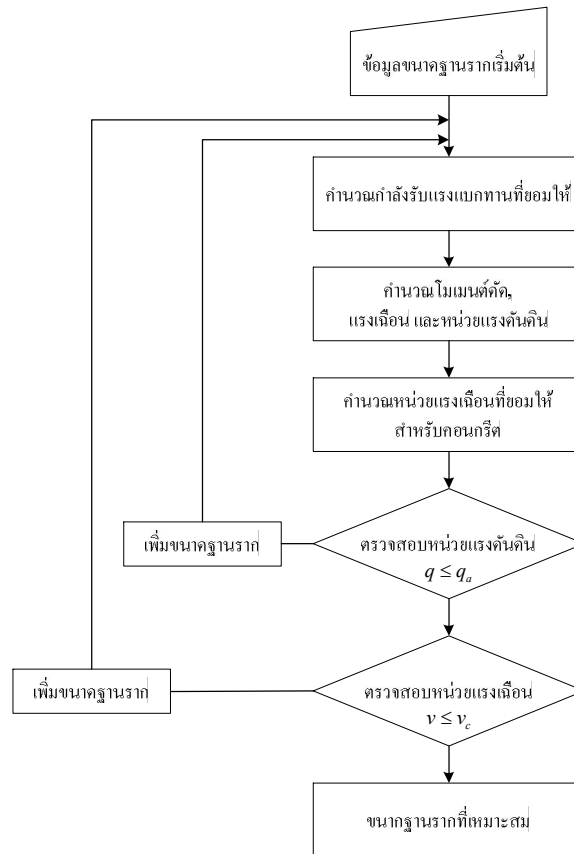 ข้อมูลขนาดฐานรากเริ่มต้น
คำนวณกำลังรับแรงแบกทานที่ยอมให้
คำนวณโมเมนต์ดัด,
แรงเฉือน และหน่วยแรงดันดิน
คำนวณหน่วยแรงเฉือนที่ยอมให้
สำหรับคอนกรีต
เพิ่มขนาดฐานราก
ตรวจสอบหน่วยแรงดันดิน
q ≤ qₐ
เพิ่มขนาดฐานราก
ตรวจสอบหน่วยแรงเฉือน
v ≤ v_c
ขนากฐานรากที่เหมาะสม